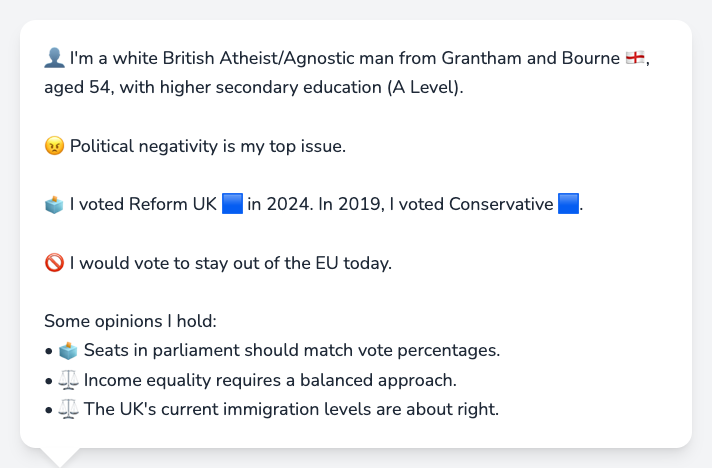 👤 I'm a white British Atheist/Agnostic man from Grantham and Bourne 🏴󠁧󠁢󠁥󠁮󠁧󠁿,
aged 54, with higher secondary education (A Level).
😠 Political negativity is my top issue.
🗳️ I voted Reform UK 🟦 in 2024. In 2019, I voted Conservative 🟦.
🚫 I would vote to stay out of the EU today.
Some opinions I hold:
• 🗳️ Seats in parliament should match vote percentages.
• ⚖️ Income equality requires a balanced approach.
• ⚖️ The UK's current immigration levels are about right.